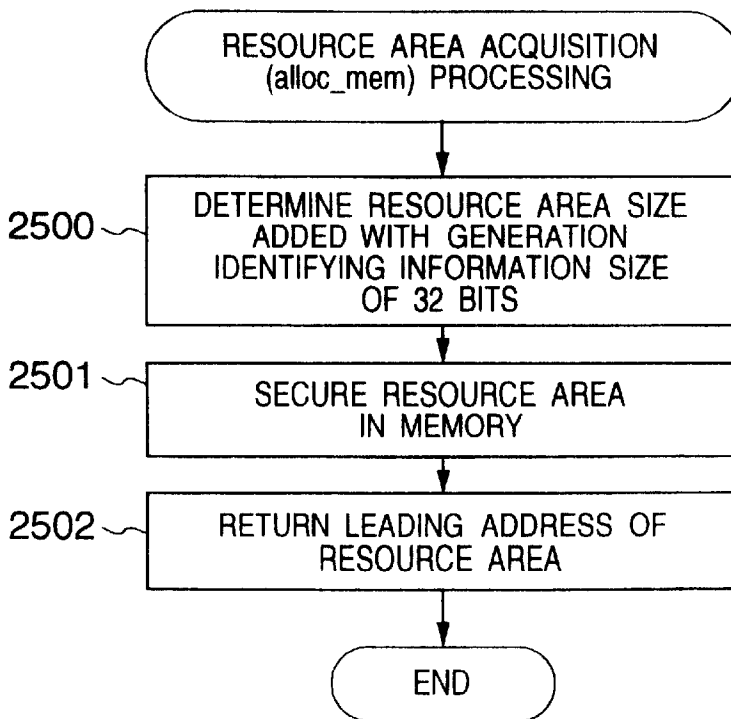 RESOURCE AREA ACQUISITION
(alloc_mem) PROCESSING
2500
DETERMINE RESOURCE AREA SIZE
ADDED WITH GENERATION
IDENTIFYING INFORMATION SIZE
OF 32 BITS
2501
SECURE RESOURCE AREA
IN MEMORY
2502
RETURN LEADING ADDRESS OF
RESOURCE AREA
END